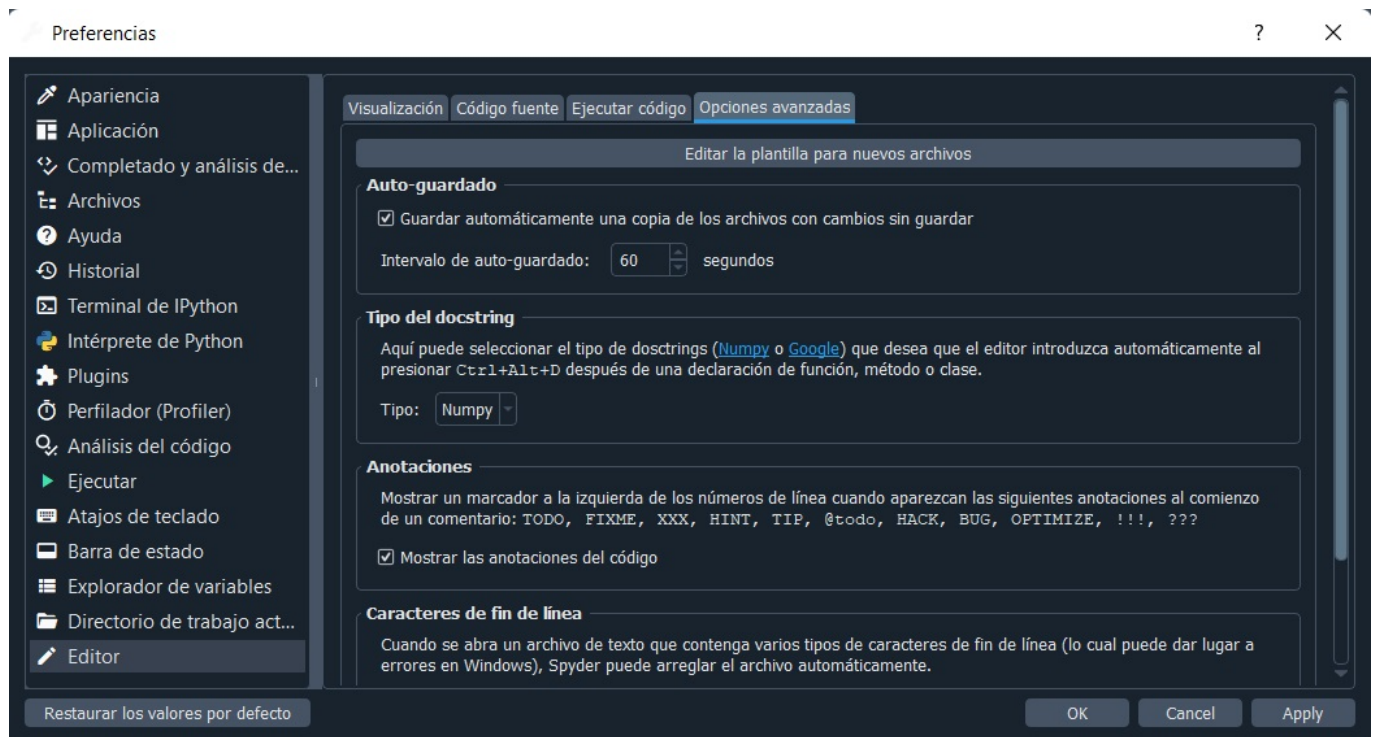 Preferencias
?
Apariencia
Aplicación
Completado y análisis de...
Archivos
Ayuda
Historial
Terminal de IPython
Intérprete de Python
Plugins
Perfilador (Profiler)
Análisis del código
Ejecutar
Atajos de teclado
Barra de estado
Explorador de variables
Directorio de trabajo act...
Editor
Visualización Código fuente Ejecutar código Opciones avanzadas
Editar la plantilla para nuevos archivos
Auto-guardado
Guardar automáticamente una copia de los archivos con cambios sin guardar
Intervalo de auto-guardado: 60 segundos
Tipo del docstring
Aquí puede seleccionar el tipo de dosctrings (Numpy o Google) que desea que el editor introduzca automáticamente al
presionar Ctrl+Alt+D después de una declaración de función, método o clase.
Tipo: Numpy
Anotaciones
Mostrar un marcador a la izquierda de los números de línea cuando aparezcan las siguientes anotaciones al comienzo
de un comentario: TODO, FIXME, XXX, HINT, TIP, @todo, HACK, BUG, OPTIMIZE, !!!, ???
Mostrar las anotaciones del código
Caracteres de fin de línea
Cuando se abra un archivo de texto que contenga varios tipos de caracteres de fin de línea (lo cual puede dar lugar a
errores en Windows), Spyder puede arreglar el archivo automáticamente.
Restaurar los valores por defecto
OK Cancel Apply